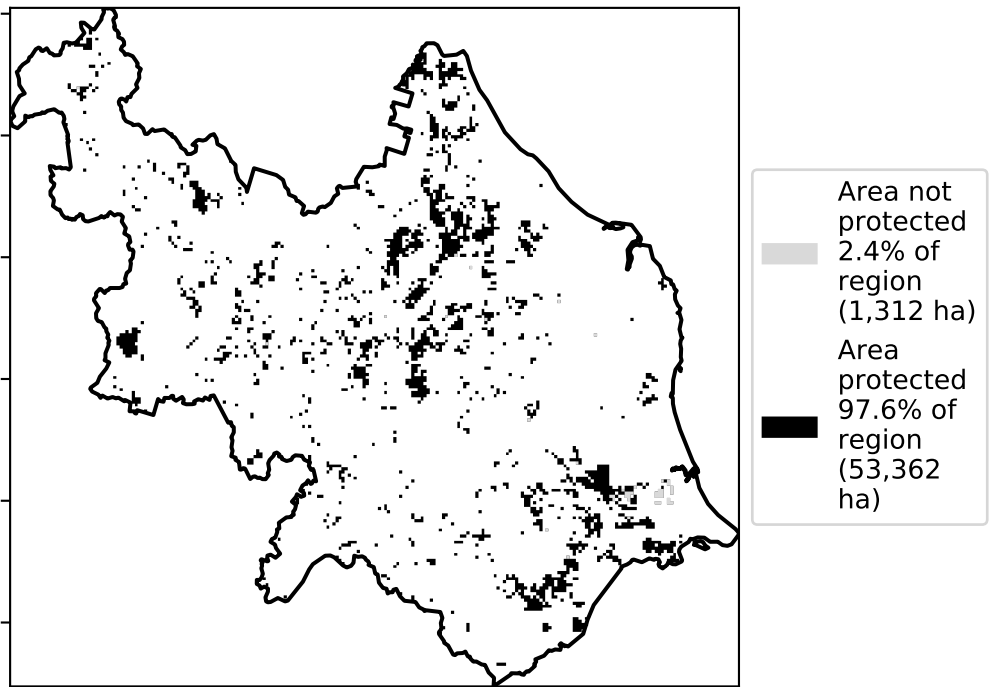 Area not
protected
2.4% of
region
(1,312 ha)
Area
protected
97.6% of
region
(53,362
ha)